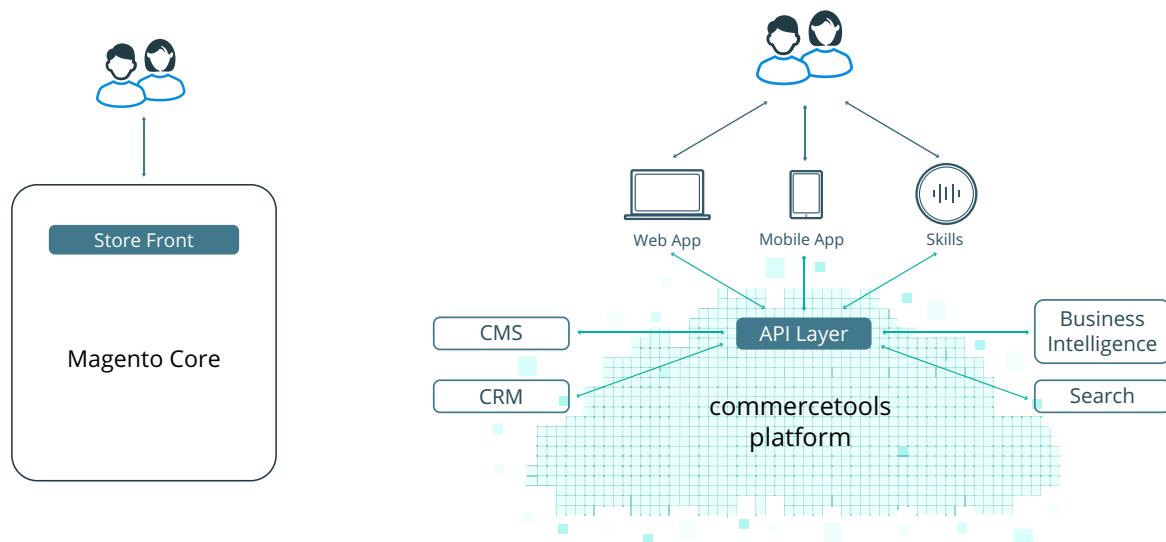 Store Front
Magento Core
Web App
Mobile App
Skills
CMS
API Layer
Business
Intelligence
CRM
Search
commercetools
platform